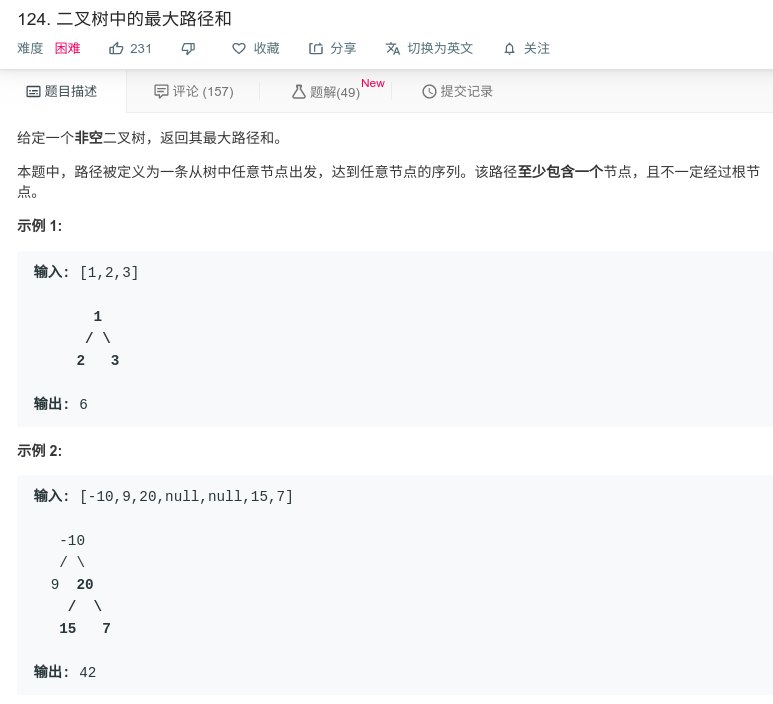 124. 二叉树中的最大路径和
难度 困难 231 收藏 分享 切换为英文 关注
题目描述 评论 (157) 题解(49) New 提交记录
给定一个非空二叉树，返回其最大路径和。
本题中，路径被定义为一条从树中任意节点出发，达到任意节点的序列。该路径至少包含一个节点，且不一定经过根节
点。
示例 1:
输入: [1,2,3]
1
/ \
2 3
输出: 6
示例 2:
输入: [-10,9,20,null,null,15,7]
-10
/ \
9 20
/ \
15 7
输出: 42